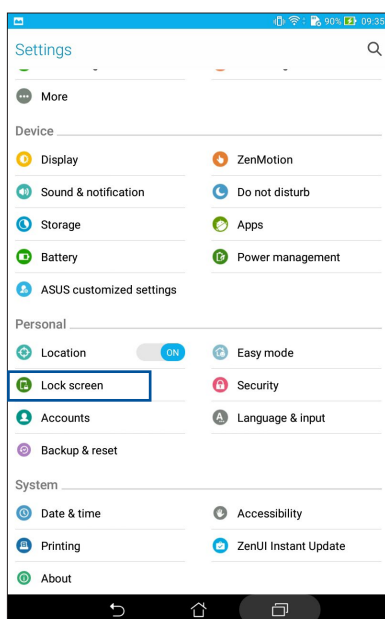 90% 09:35
Settings
More
Device
Display ZenMotion
Sound & notification Do not disturb
Storage Apps
Battery Power management
ASUS customized settings
Personal
Location ON Easy mode
Lock screen Security
Accounts Language & input
Backup & reset
System
Date & time Accessibility
Printing ZenUI Instant Update
About